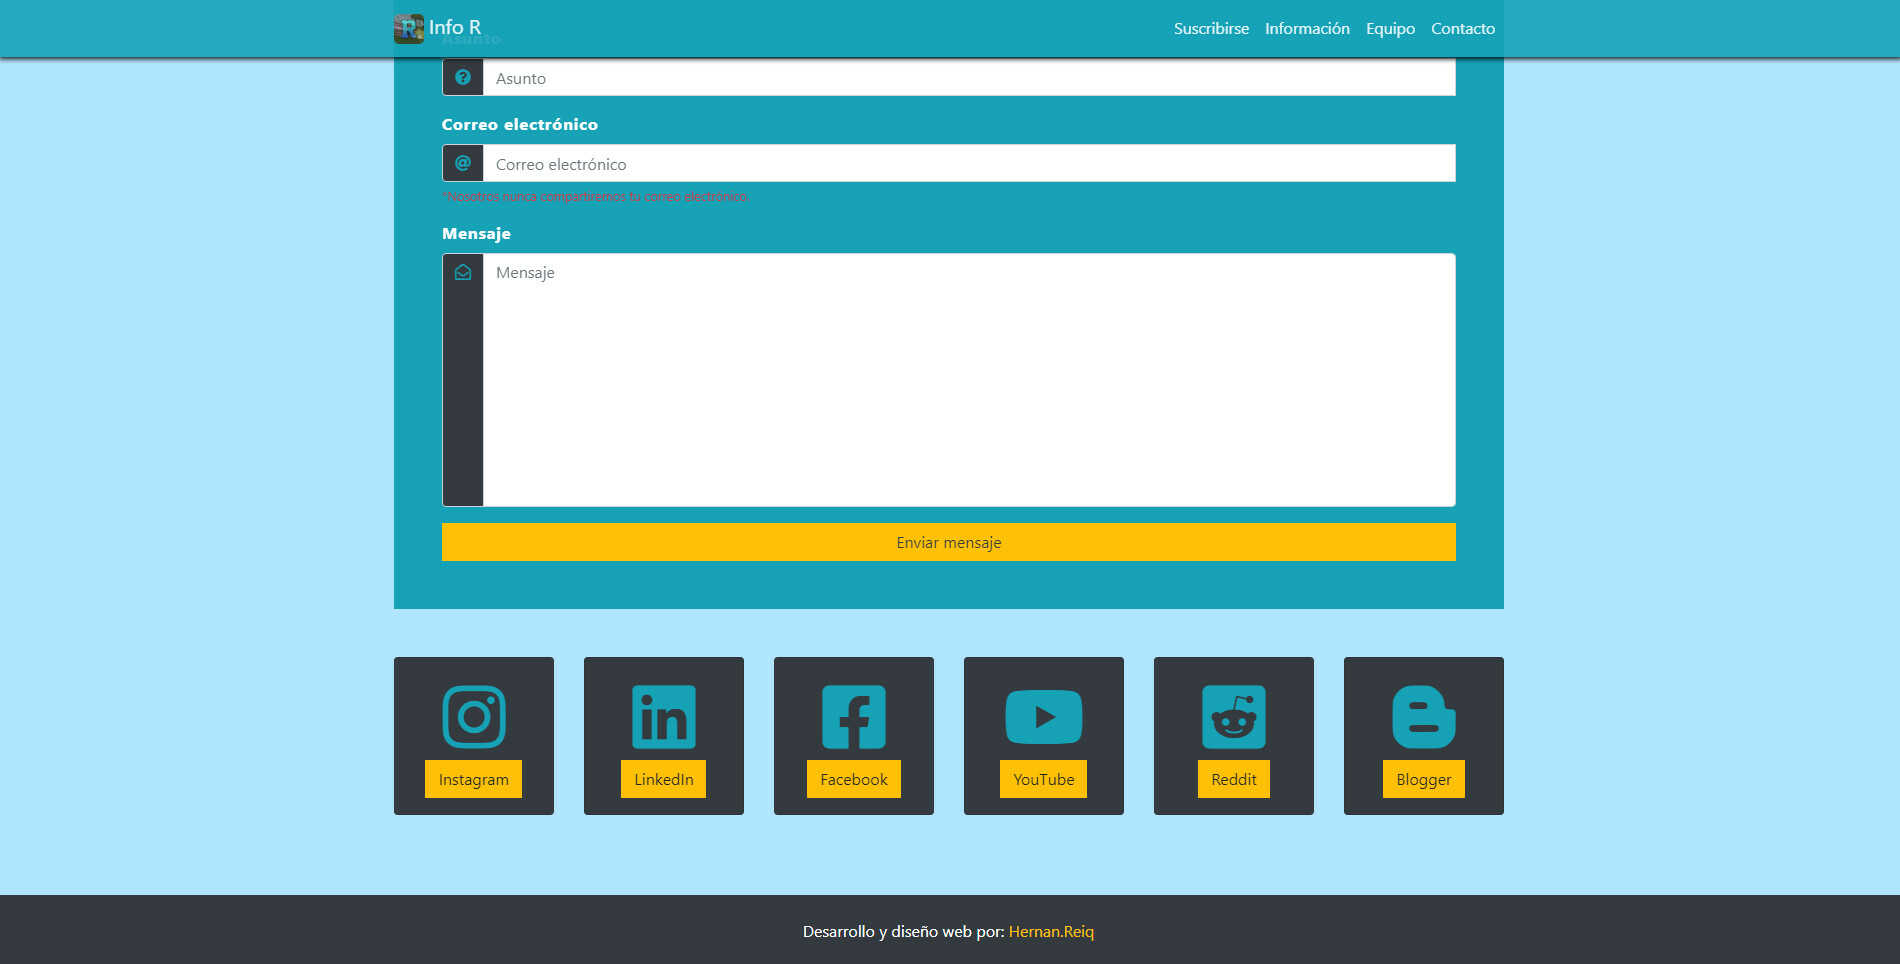 Info R
Suscribirse Información Equipo Contacto
Asunto
Asunto
Correo electrónico
@ Correo electrónico
*Nosotros nunca compartiremos tu correo electrónico.
Mensaje
Mensaje
Enviar mensaje
Instagram LinkedIn Facebook YouTube Reddit Blogger
Desarrollo y diseño web por: Hernan.Reiq